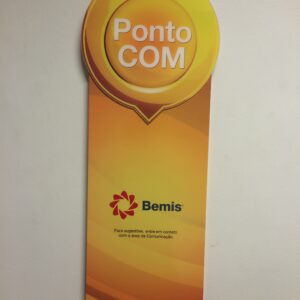 Ponto
COM
Bemis
Para sugestões, entre em contato
com a área de Comunicação.